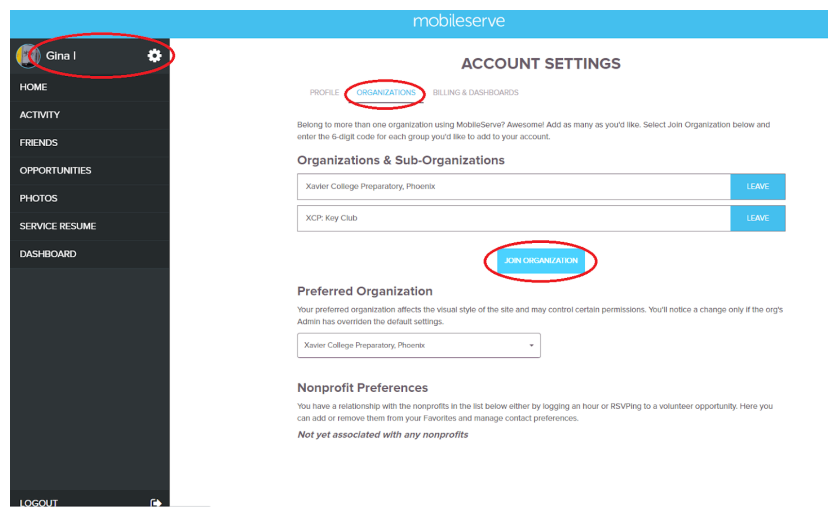 mobileserve
Gina I
HOME
ACTIVITY
FRIENDS
OPPORTUNITIES
PHOTOS
SERVICE RESUME
DASHBOARD
LOGOUT
ACCOUNT SETTINGS
PROFILE ORGANIZATIONS BILLING & DASHBOARDS
Belong to more than one organization using MobileServe? Awesome! Add as many as you'd like. Select Join Organization below and
enter the 6-digit code for each group you'd like to add to your account.
Organizations & Sub-Organizations
Xavier College Preparatory, Phoenix LEAVE
XCP: Key Club LEAVE
JOIN ORGANIZATION
Preferred Organization
Your preferred organization affects the visual style of the site and may control certain permissions. You'll notice a change only if the org's
Admin has overriden the default settings.
Xavier College Preparatory, Phoenix
Nonprofit Preferences
You have a relationship with the nonprofits in the list below either by logging an hour or RSVPing to a volunteer opportunity. Here you
can add or remove them from your Favorites and manage contact preferences.
Not yet associated with any nonprofits